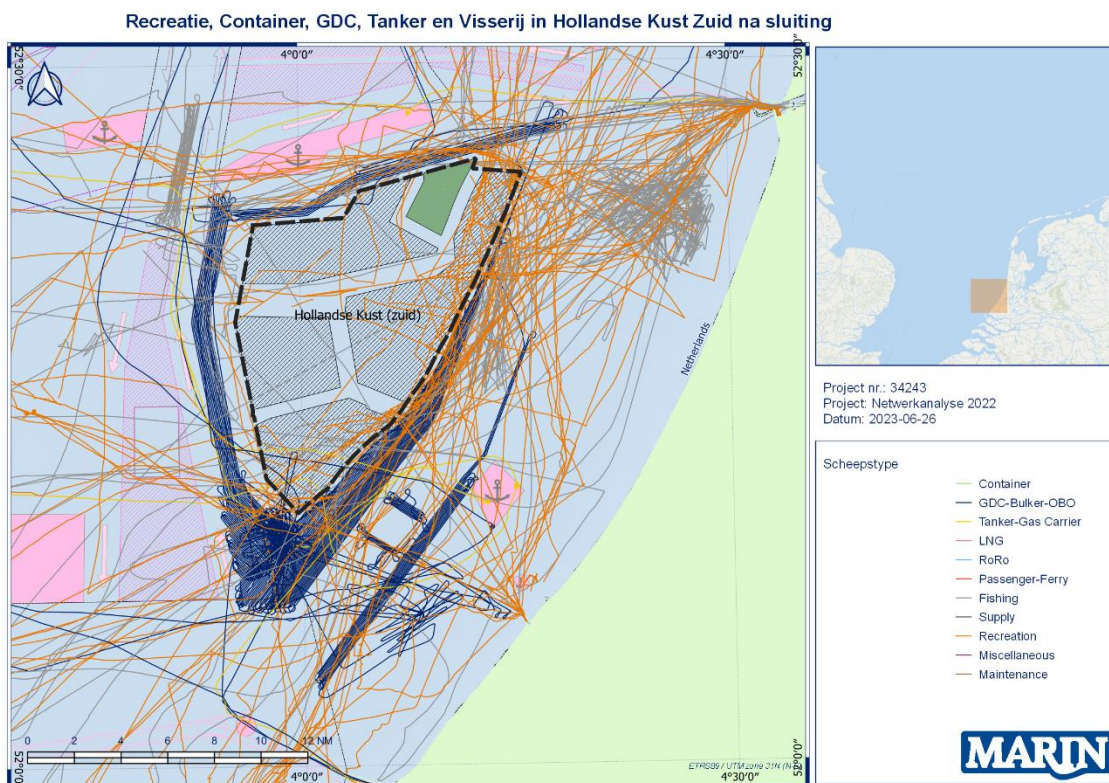 Recreatie, Container, GDC, Tanker en Visserij in Hollandse Kust Zuid na sluiting
4°0'0"
4°30'0"
52°30'0"
52°30'0"
Hollandse Kust (zuid)
Netherlands
Project nr.: 34243
Project: Netwerkanalyse 2022
Datum: 2023-06-26
Scheepstype
Container
GDC-Bulker-OBO
Tanker-Gas Carrier
LNG
RoRo
Passenger-Ferry
Fishing
Supply
Recreation
Miscellaneous
Maintenance
0 2 4 6 8 10 12 NM
ETRS89 / UTM zone 31N (N-
52°0'0"
52°0'0"
4°0'0"
4°30'0"
MARIN